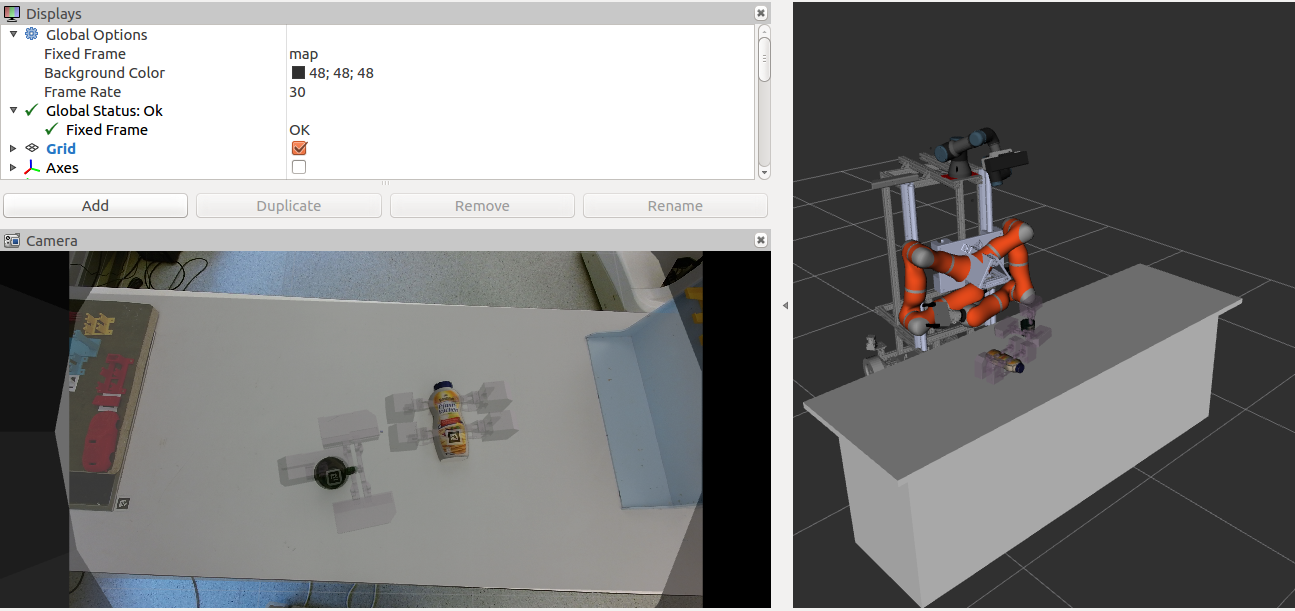 Displays
Global Options
Fixed Frame map
Background Color 48; 48; 48
Frame Rate 30
Global Status: Ok
Fixed Frame OK
Grid
Axes
Add Duplicate Remove Rename
Camera